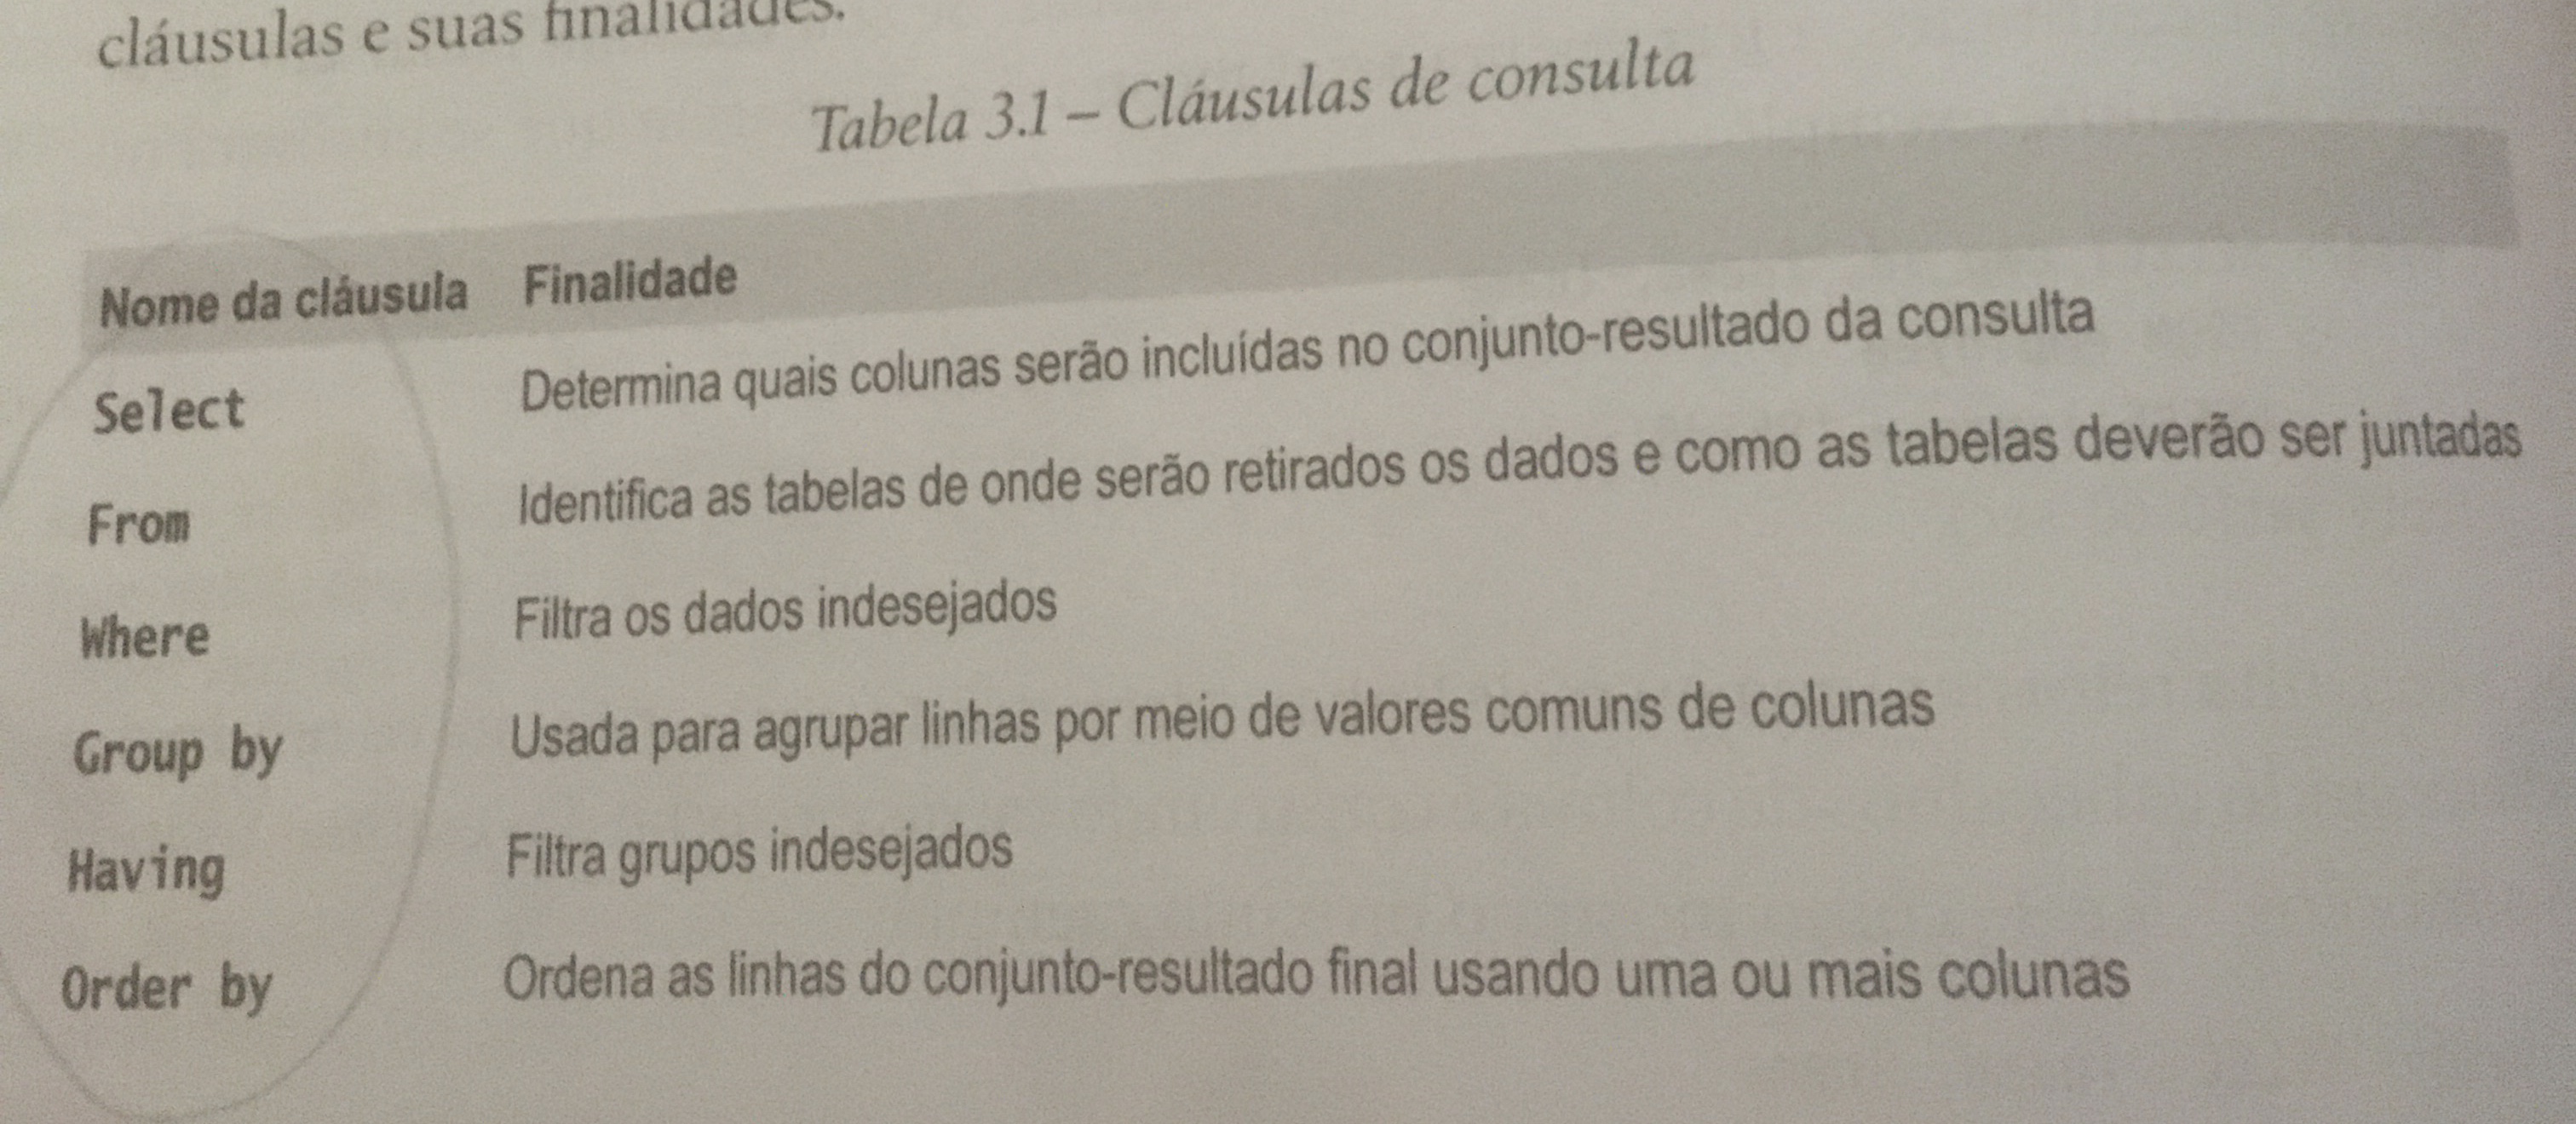 cláusulas e suas finalidades.
Tabela 3.1 – Cláusulas de consulta
Nome da cláusula Finalidade
Select Determina quais colunas serão incluídas no conjunto-resultado da consulta
From Identifica as tabelas de onde serão retirados os dados e como as tabelas deverão ser juntadas
Where Filtra os dados indesejados
Group by Usada para agrupar linhas por meio de valores comuns de colunas
Having Filtra grupos indesejados
Order by Ordena as linhas do conjunto-resultado final usando uma ou mais colunas